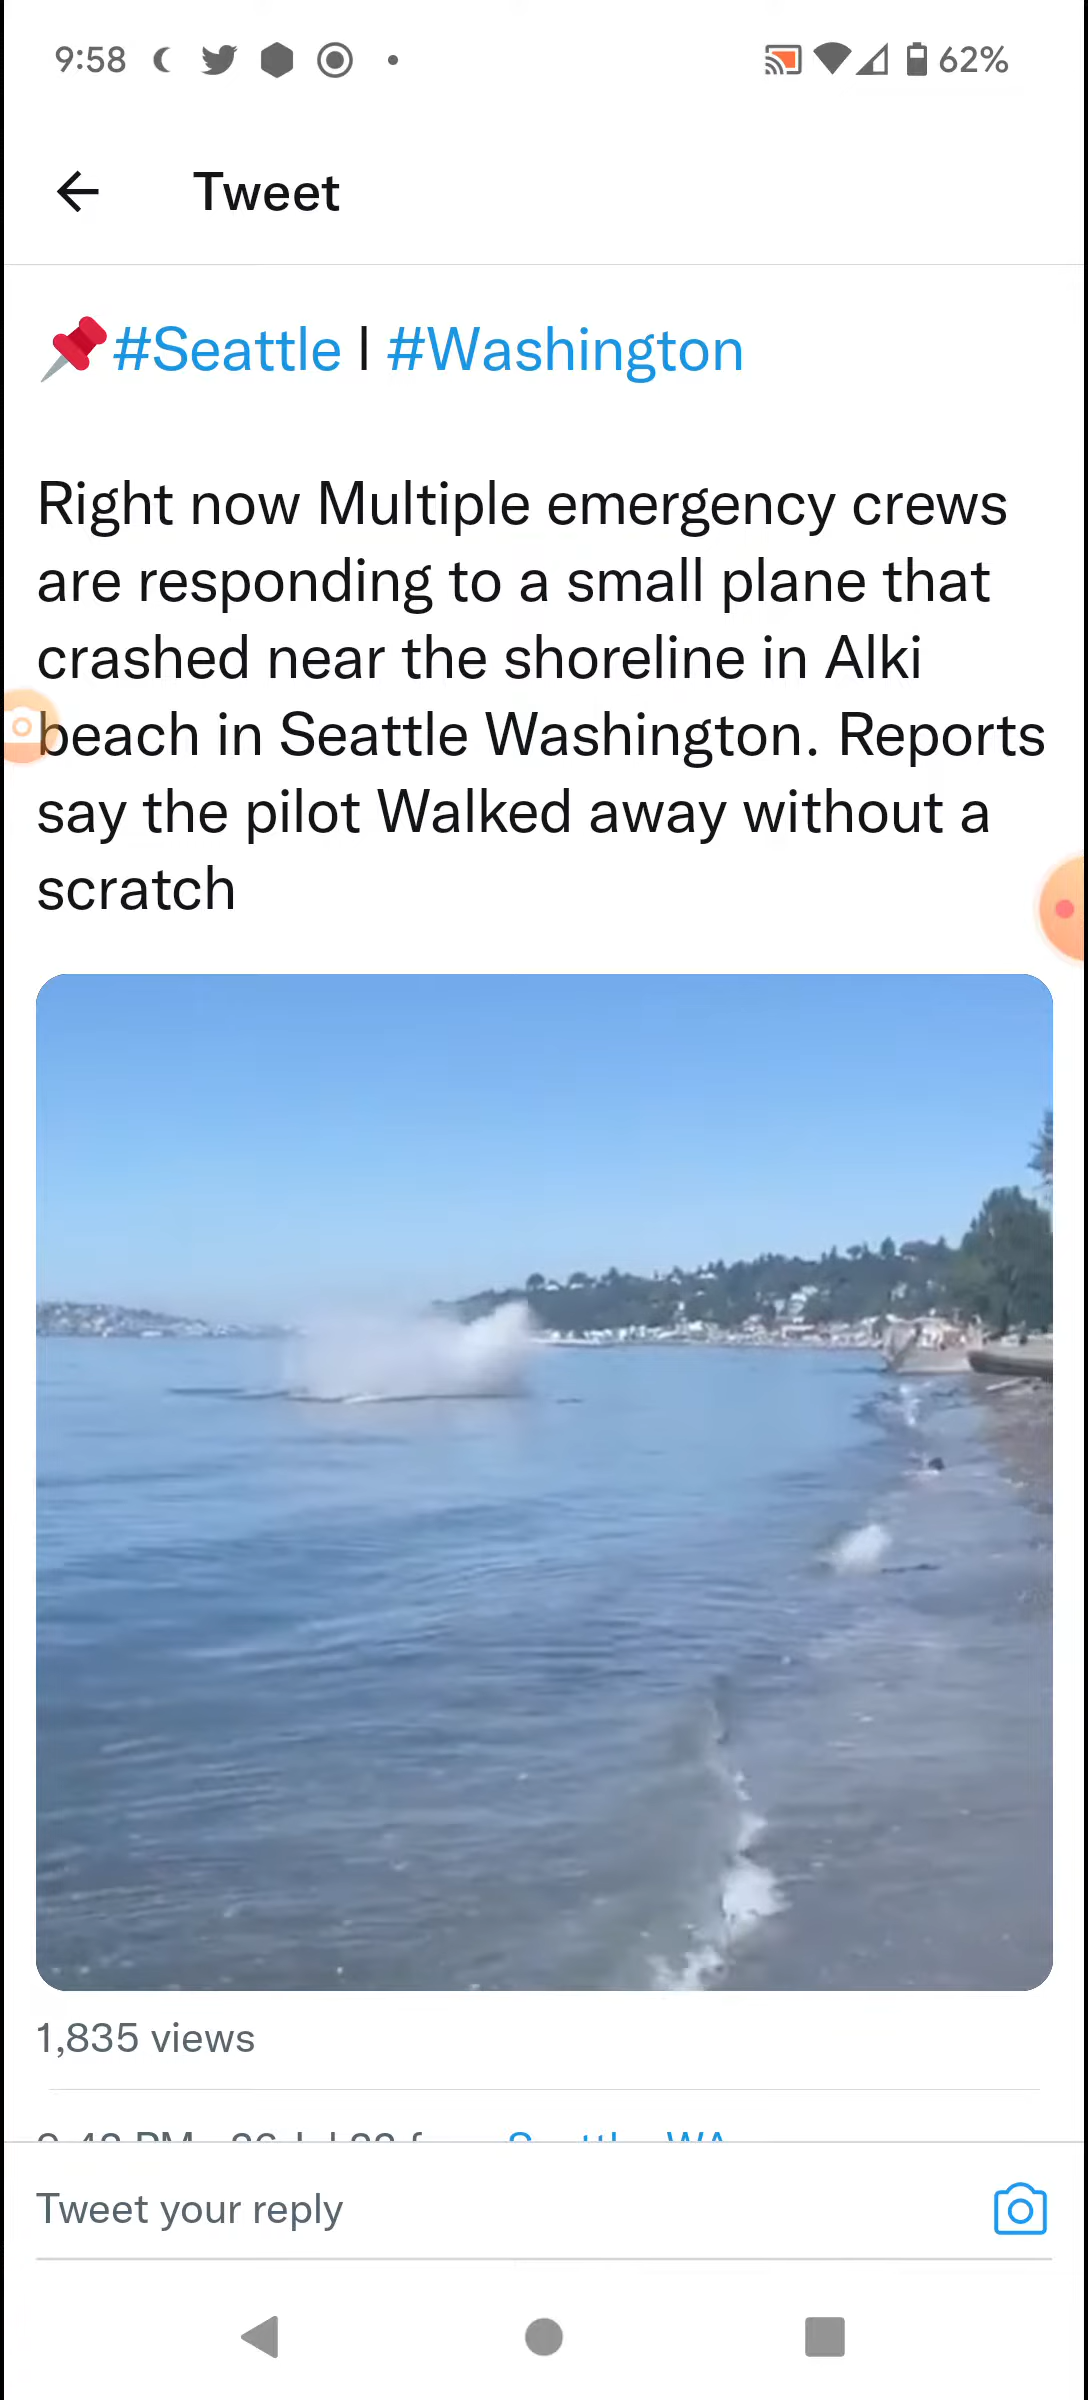 9:58
62%
Tweet
#Seattle | #Washington
Right now Multiple emergency crews
are responding to a small plane that
crashed near the shoreline in Alki
beach in Seattle Washington. Reports
say the pilot Walked away without a
scratch
1,835 views
Seattle, WA
Tweet your reply